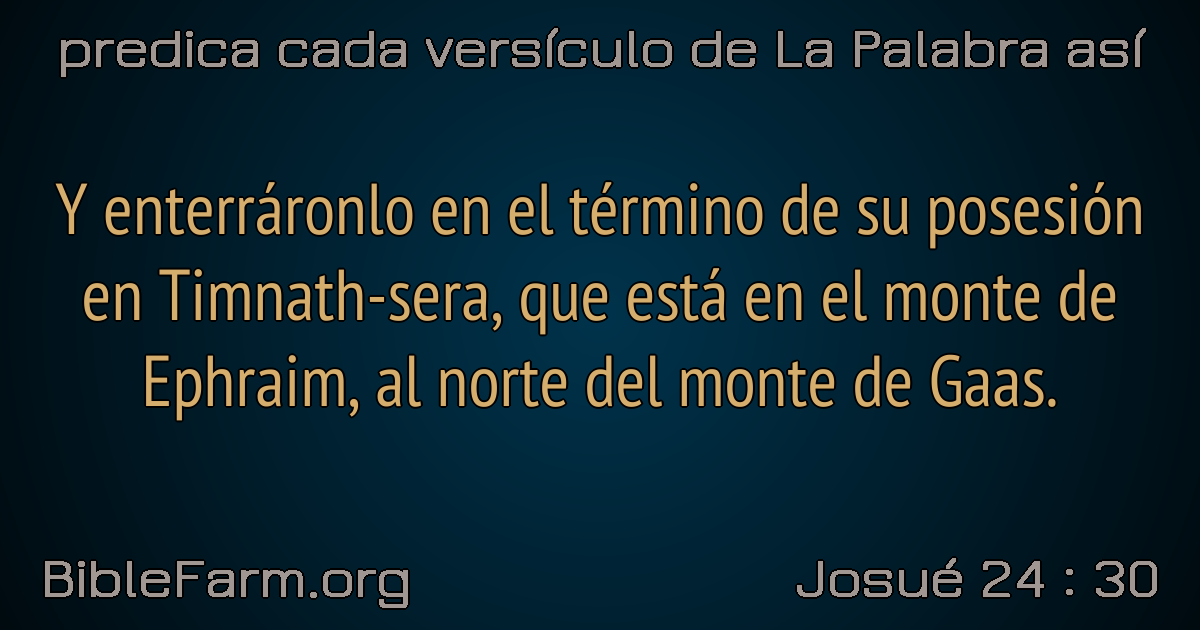 predica cada versículo de La Palabra así
Y enterráronlo en el término de su posesión
en Timnath-sera, que está en el monte de
Ephraim, al norte del monte de Gaas.
BibleFarm.org
Josué 24 : 30